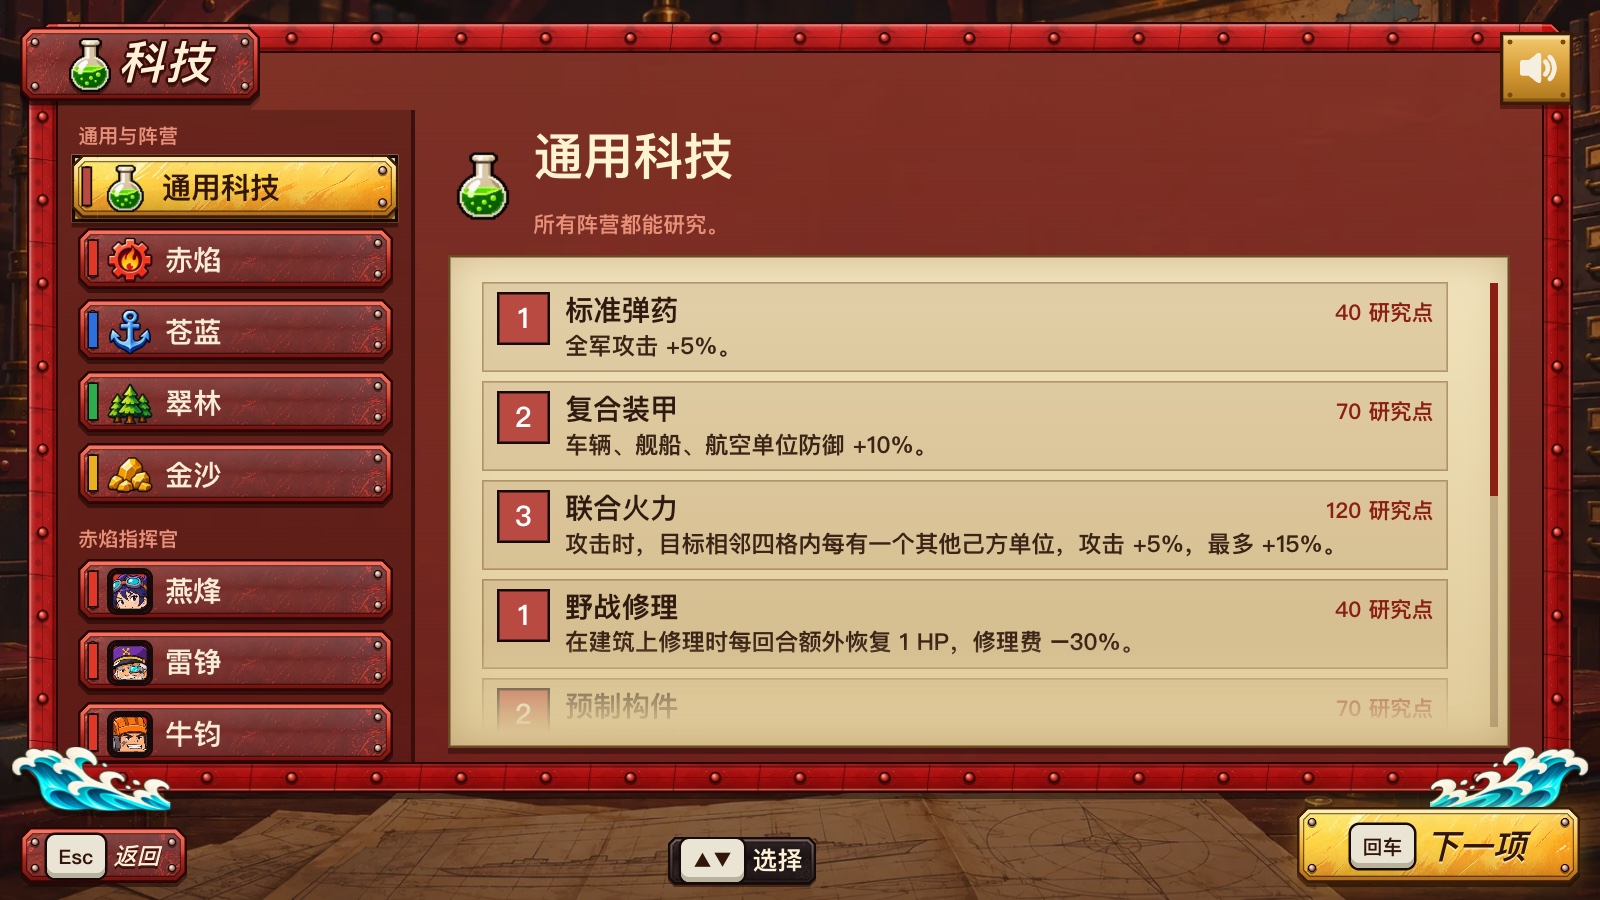 科技
通用与阵营
通用科技
赤焰
苍蓝
翠林
金沙
赤焰指挥官
燕烽
雷铮
牛钧
通用科技
所有阵营都能研究。
1 标准弹药 40 研究点
全军攻击 +5%。
2 复合装甲 70 研究点
车辆、舰船、航空单位防御 +10%。
3 联合火力 120 研究点
攻击时，目标相邻四格内每有一个其他己方单位，攻击 +5%，最多 +15%。
1 野战修理 40 研究点
在建筑上修理时每回合额外恢复 1 HP，修理费 −30%。
2 预制构件 70 研究点
Esc 返回
▲▼ 选择
回车 下一项